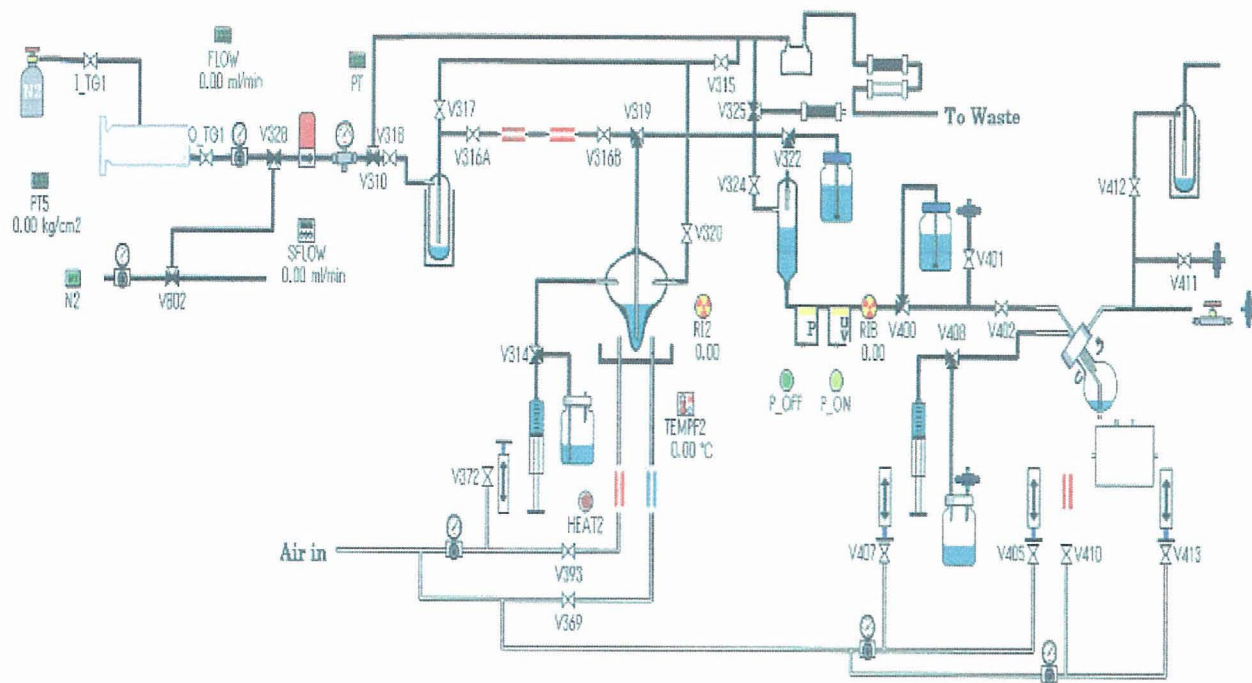 FLOW
0.00 ml/min
PT
I_TG1
O_TG1
V328
V318
V310
PT5
0.00 kg/cm2
SFLOW
0.00 ml/min
N2
V802
V317
V316A
V316B
V319
V315
V325
V322
V324
To Waste
V320
RI2
0.00
V314
TEMPF2
0.00 °C
P
UV
RIB
0.00
P_OFF
P_ON
V400
V401
V402
V408
V412
V411
V372
HEAT2
Air in
V393
V369
V407
V405
V410
V413